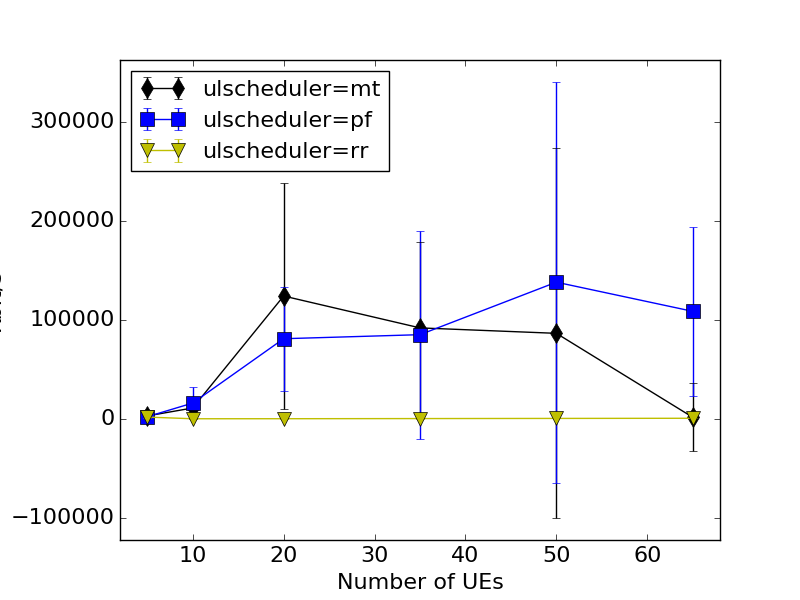 ulscheduler=mt
ulscheduler=pf
ulscheduler=rr
300000
200000
100000
0
−100000
10 20 30 40 50 60
Number of UEs